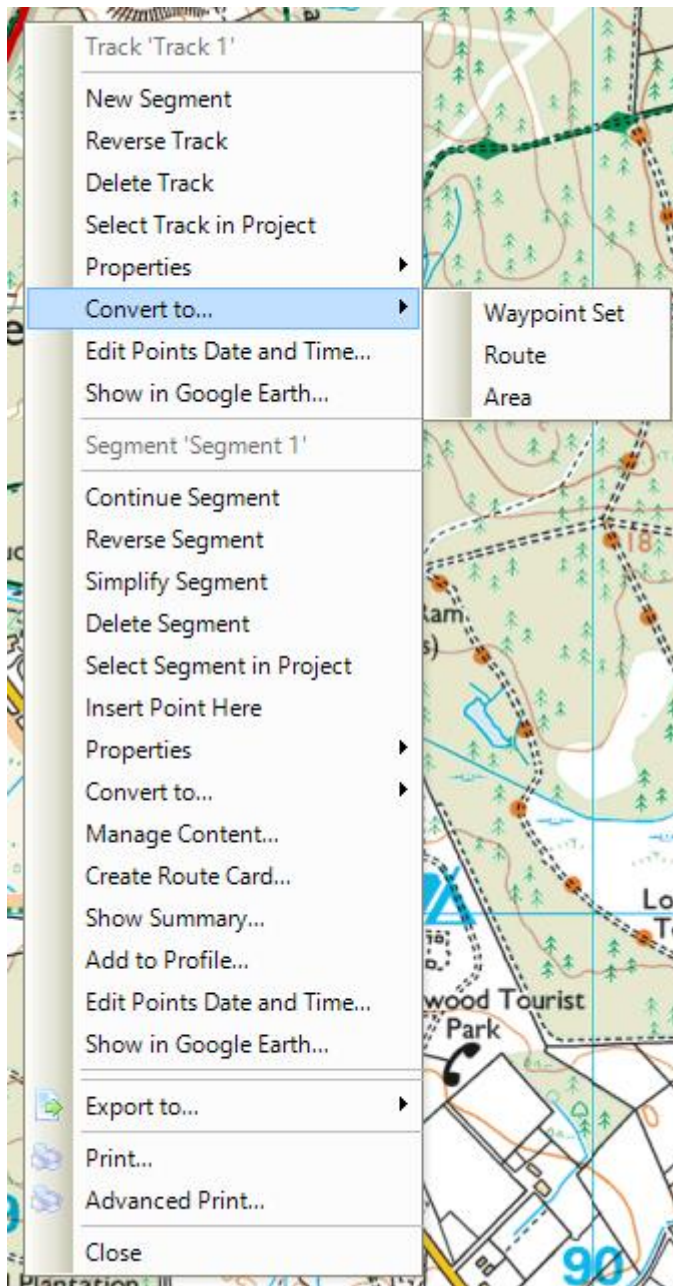 Track 'Track 1'
New Segment
Reverse Track
Delete Track
Select Track in Project
Properties
Convert to...
Waypoint Set
Route
Area
Edit Points Date and Time...
Show in Google Earth...
Segment 'Segment 1'
Continue Segment
Reverse Segment
Simplify Segment
Delete Segment
Select Segment in Project
Insert Point Here
Properties
Convert to...
Manage Content...
Create Route Card...
Show Summary...
Add to Profile...
Edit Points Date and Time...
Show in Google Earth...
Export to...
Print...
Advanced Print...
Close
18
Ram
s)
Lo
wood Tourist
Park
90
Plantation